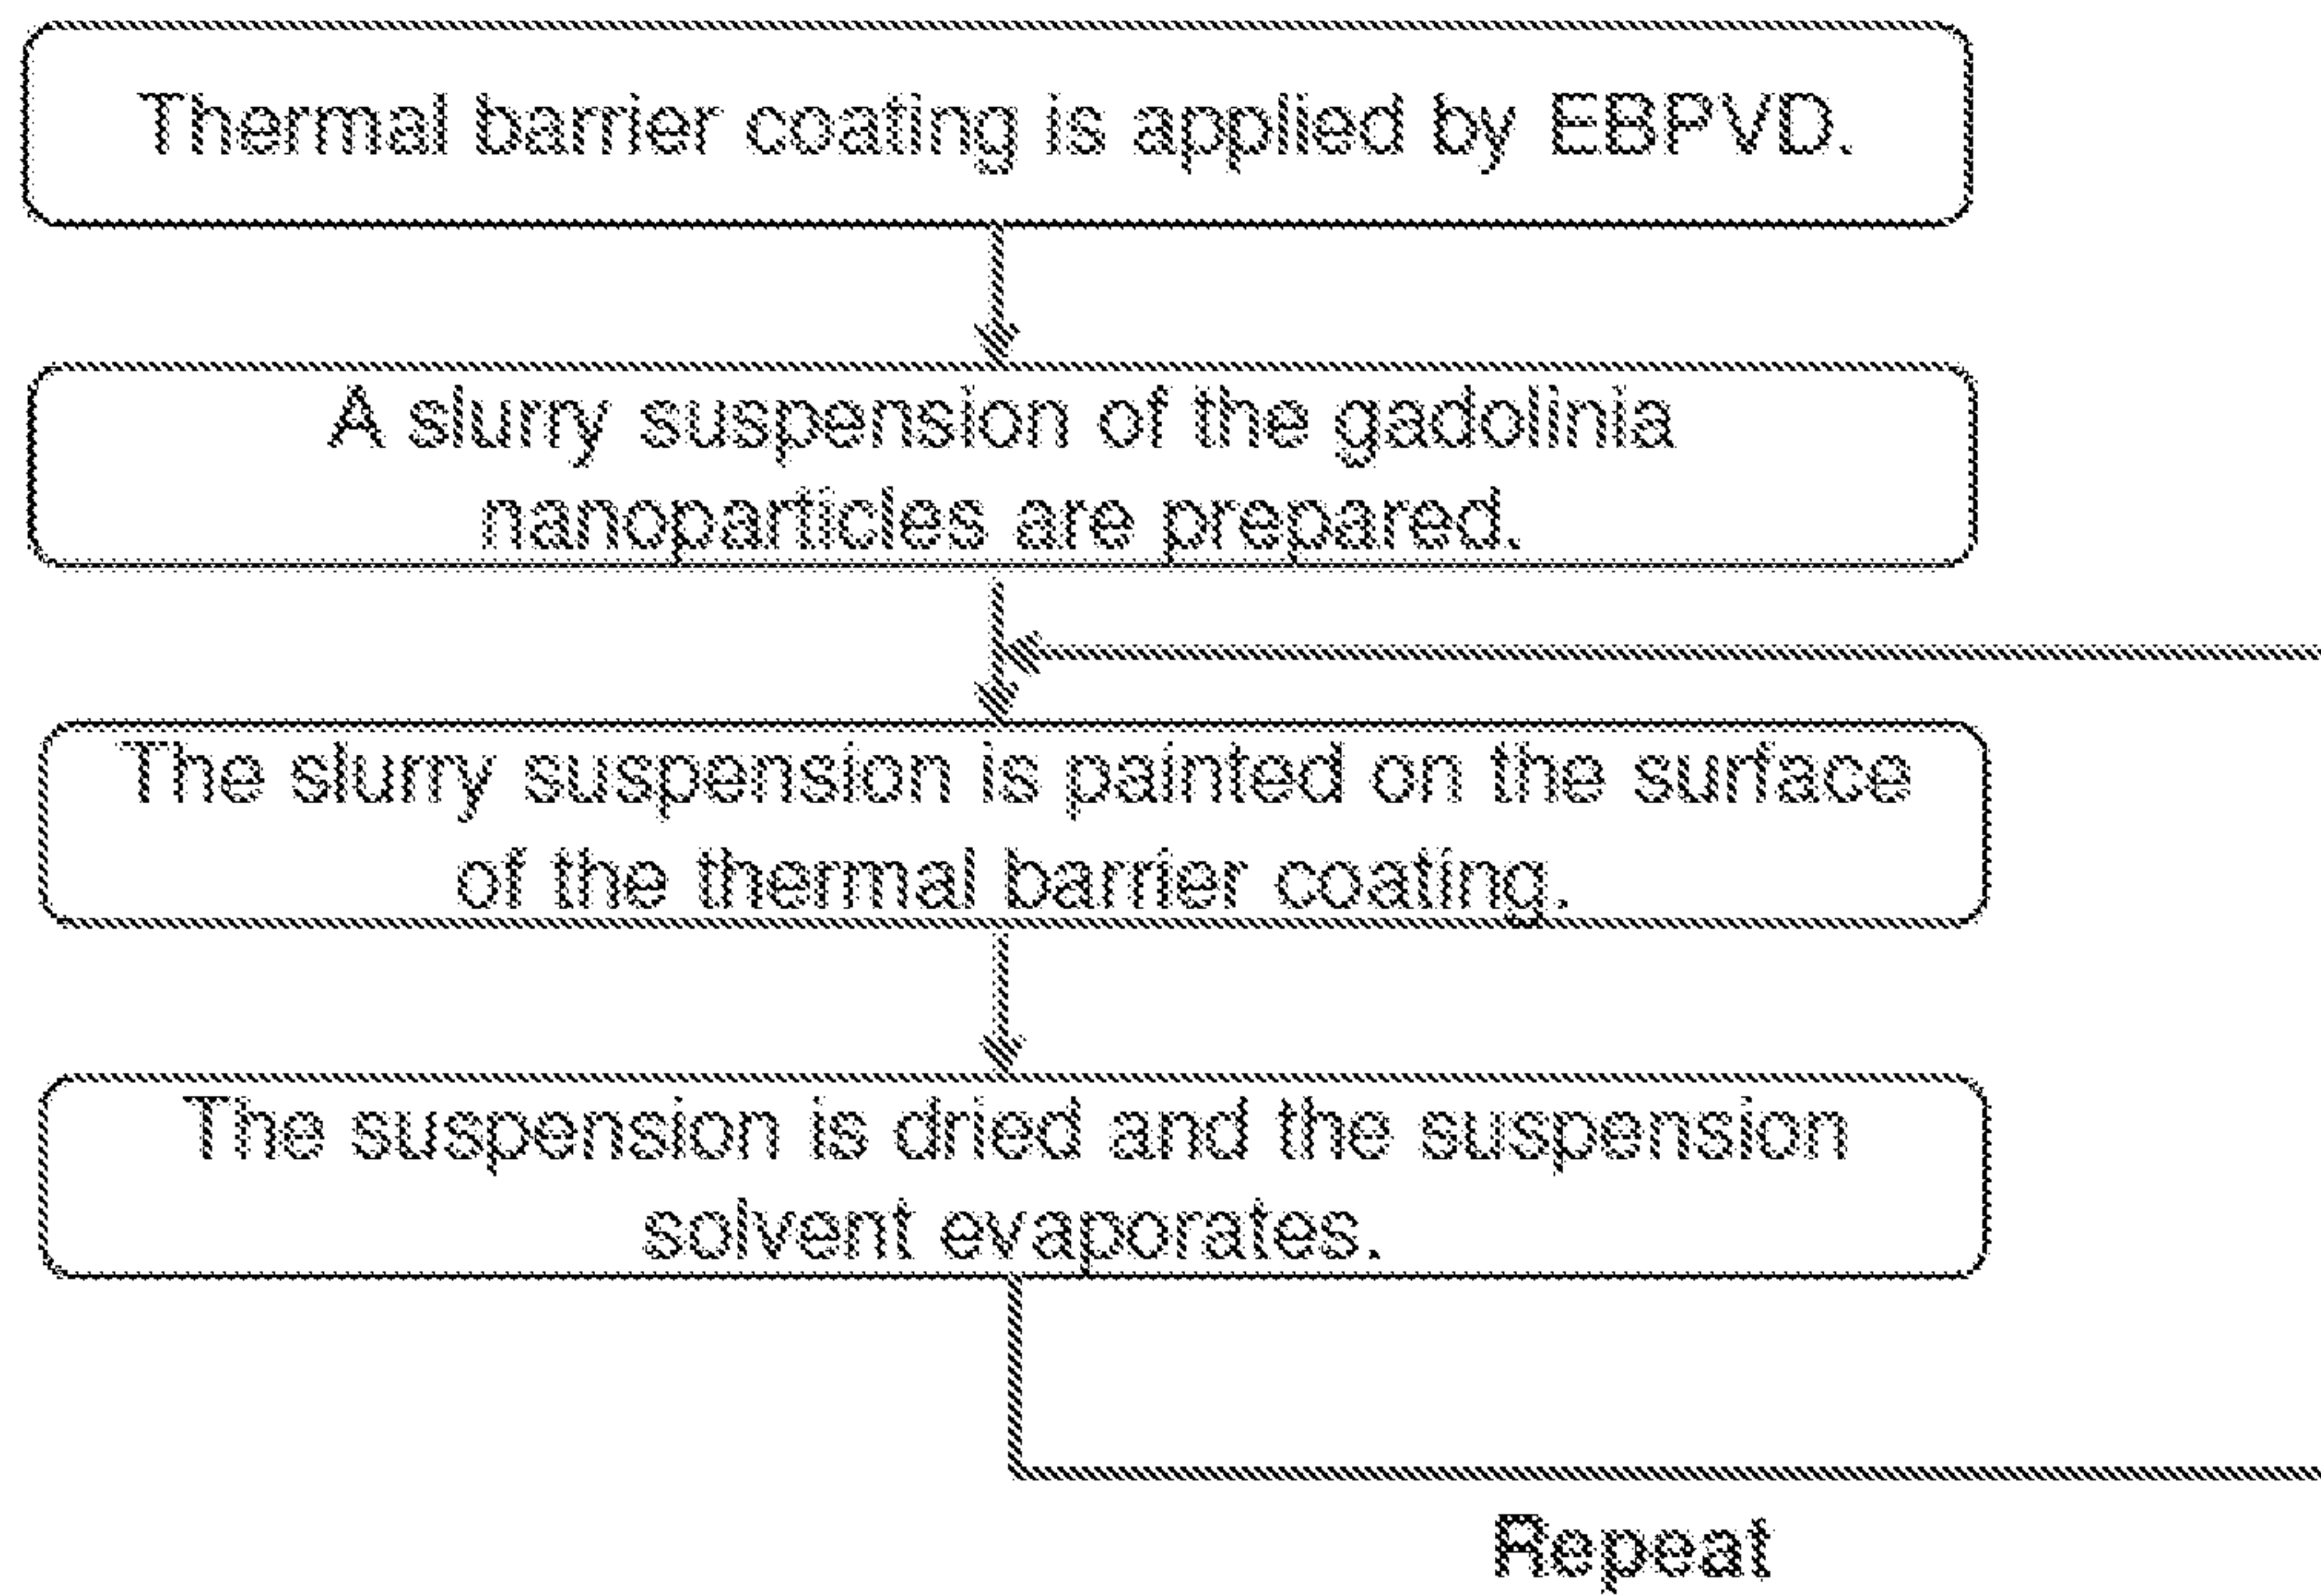 Thermal barrier coating is applied by EBPVD.
A slurry suspension of the gadolinia
nanoparticles are prepared.
The slurry suspension is painted on the surface
of the thermal barrier coating.
The suspension is dried and the suspension
solvent evaporates.
Repeat